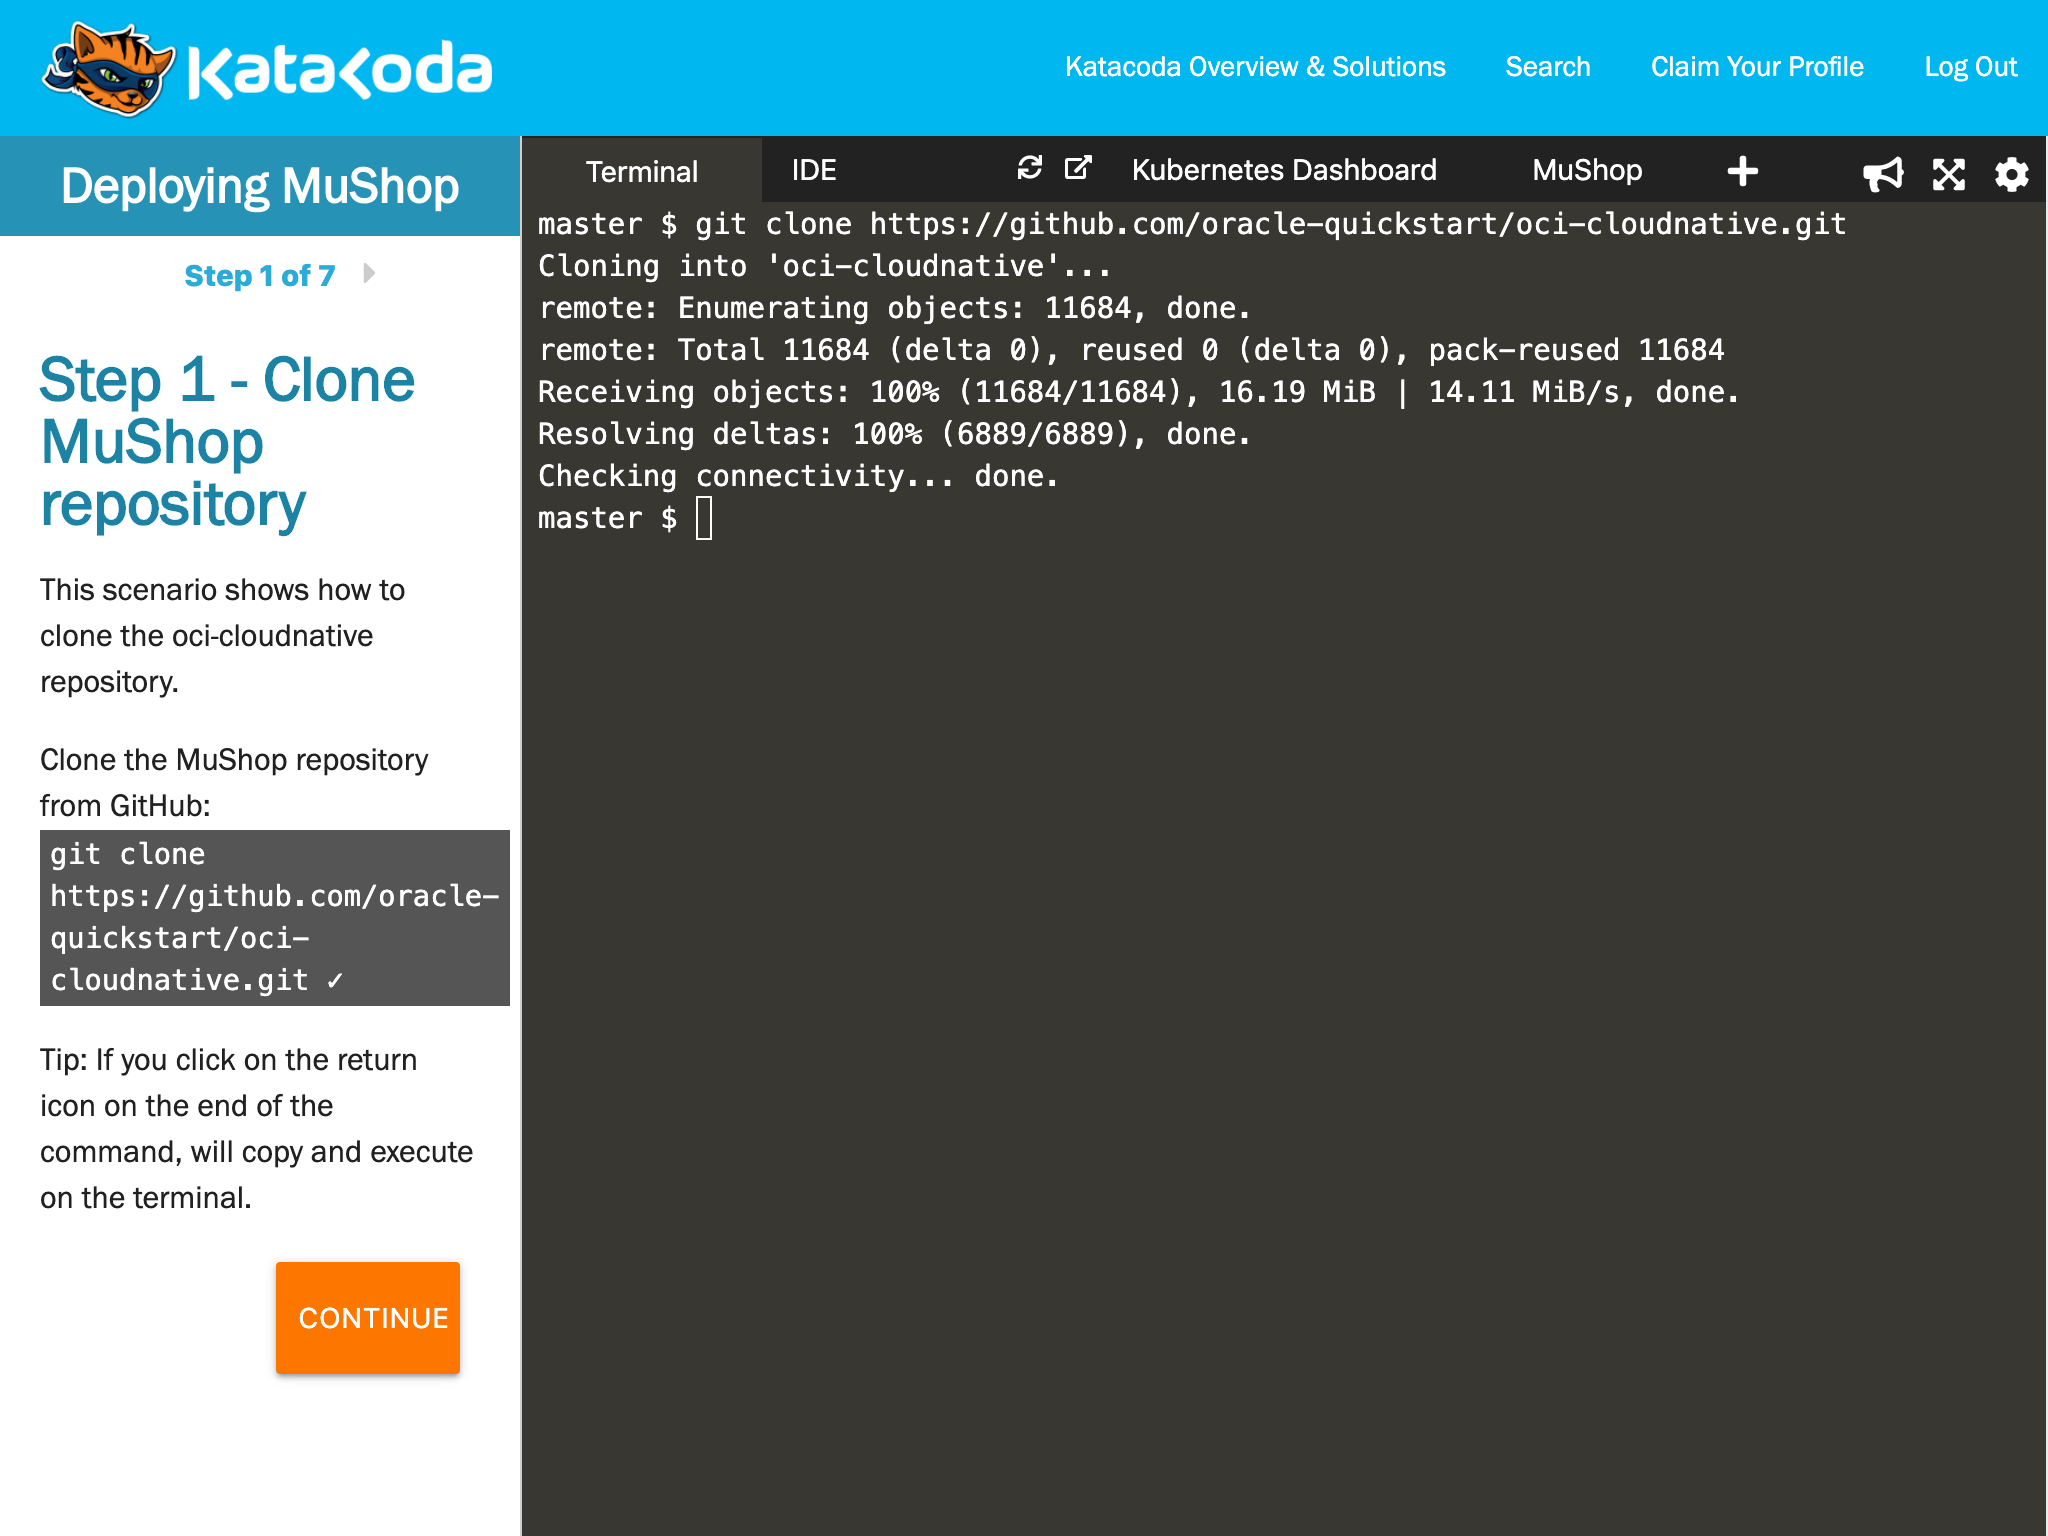 Katacoda
Katacoda Overview & Solutions
Search
Claim Your Profile
Log Out
Deploying MuShop
Step 1 of 7
Step 1 - Clone
MuShop
repository
This scenario shows how to
clone the oci-cloudnative
repository.
Clone the MuShop repository
from GitHub:
git clone
https://github.com/oracle-
quickstart/oci-
cloudnative.git ✓
Tip: If you click on the return
icon on the end of the
command, will copy and execute
on the terminal.
CONTINUE
Terminal
IDE
Kubernetes Dashboard
MuShop
master $ git clone https://github.com/oracle-quickstart/oci-cloudnative.git
Cloning into 'oci-cloudnative'...
remote: Enumerating objects: 11684, done.
remote: Total 11684 (delta 0), reused 0 (delta 0), pack-reused 11684
Receiving objects: 100% (11684/11684), 16.19 MiB | 14.11 MiB/s, done.
Resolving deltas: 100% (6889/6889), done.
Checking connectivity... done.
master $